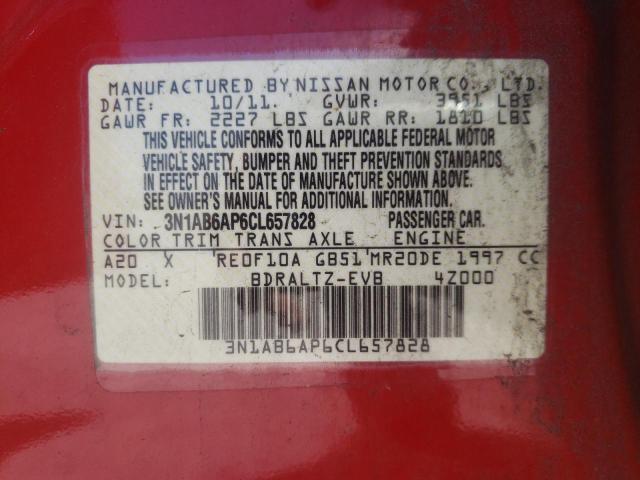 MANUFACTURED BY NISSAN MOTOR CO., LTD.
DATE: 10/11. GVWR: 3951 LBS
GAWR FR: 2227 LBS GAWR RR: 1810 LBS
THIS VEHICLE CONFORMS TO ALL APPLICABLE FEDERAL MOTOR
VEHICLE SAFETY, BUMPER AND THEFT PREVENTION STANDARDS
IN EFFECT ON THE DATE OF MANUFACTURE SHOWN ABOVE.
SEE OWNER'S MANUAL FOR ADDITIONAL INFORMATION.
VIN: 3N1AB6AP6CL657828 PASSENGER CAR.
COLOR TRIM TRANS AXLE ENGINE
A20 X RE0F10A GB51 MR20DE 1997 CC
MODEL: BDRALTZ-EVB 4Z000
3N1AB6AP6CL657828